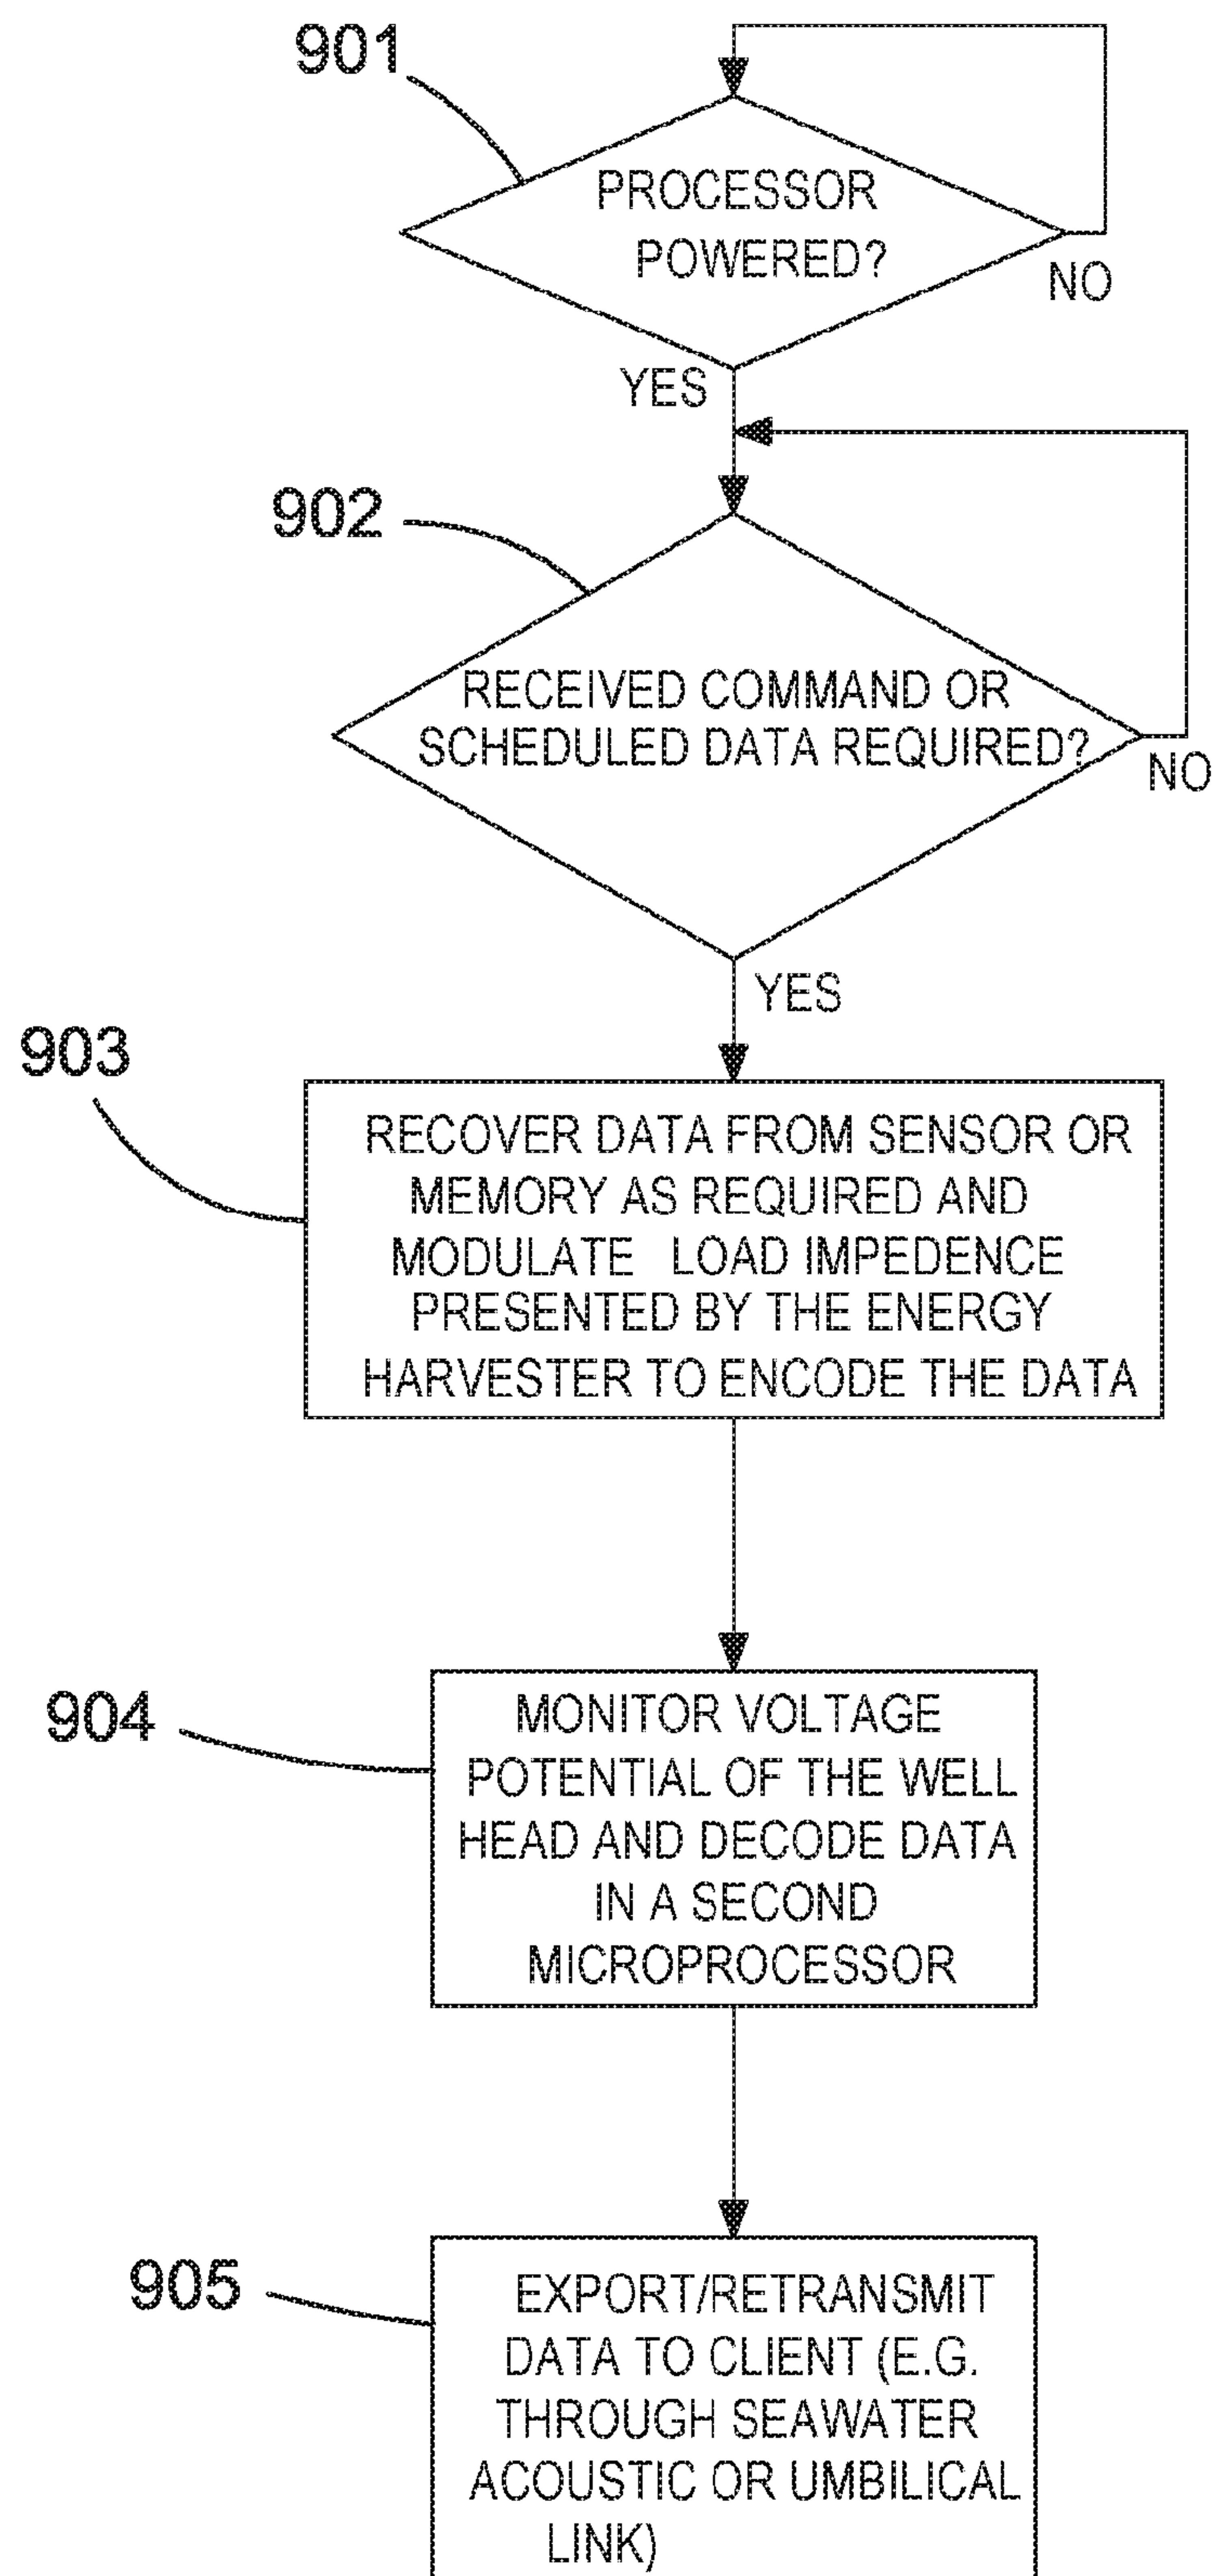 901
PROCESSOR
POWERED?
NO
YES
902
RECEIVED COMMAND OR
SCHEDULED DATA REQUIRED?
NO
YES
903
RECOVER DATA FROM SENSOR OR
MEMORY AS REQUIRED AND
MODULATE LOAD IMPEDENCE
PRESENTED BY THE ENERGY
HARVESTER TO ENCODE THE DATA
904
MONITOR VOLTAGE
POTENTIAL OF THE WELL
HEAD AND DECODE DATA
IN A SECOND
MICROPROCESSOR
905
EXPORT/RETRANSMIT
DATA TO CLIENT (E.G.
THROUGH SEAWATER
ACOUSTIC OR UMBILICAL
LINK)